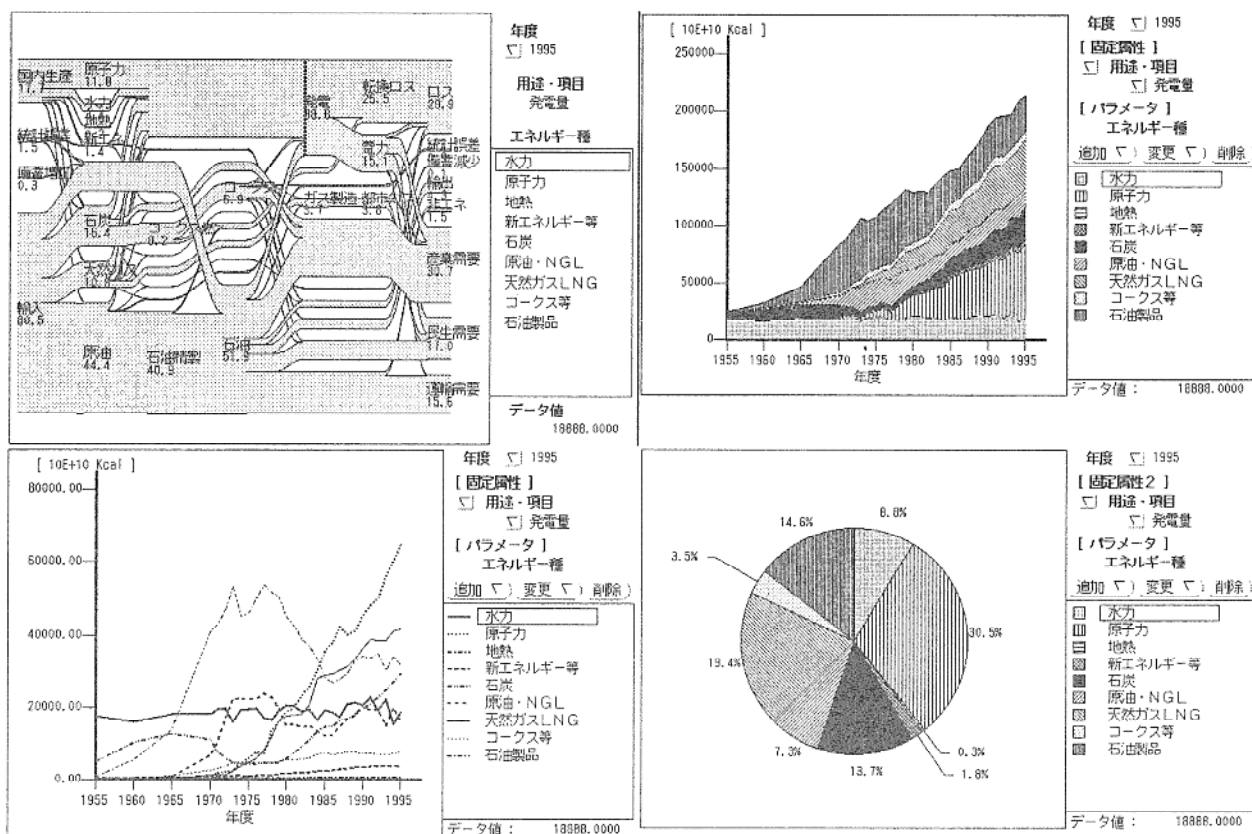 年度
1995
用途・項目
発電量
エネルギー種
水力
原子力
地熱
新エネルギー等
石炭
原油・NGL
天然ガスLNG
コークス等
石油製品
データ値
18888.0000
国内生産
原子力
11.8
水力
地熱
新エネ
1.4
1.5
0.3
石炭
16.4
輸入
80.5
原油
44.4
石油精製
40.9
石油
51.9
6.9
ガス製造
転換ロス
25.5
電力
15.1
ロス
29.9
統計誤差
輸出
非エネ
1.5
産業需要
30.7
民生需要
11.0
運輸需要
15.6
[ 10E+10 Kcal ]
250000
200000
150000
100000
50000
0
1955 1960 1965 1970 1975 1980 1985 1990 1995
年度
年度 1995
[ 固定属性 ]
用途・項目
発電量
[ パラメータ ]
エネルギー種
追加 ▽) 変更 ▽) 削除
水力
原子力
地熱
新エネルギー等
石炭
原油・NGL
天然ガスLNG
コークス等
石油製品
データ値： 18888.0000
[ 10E+10 Kcal ]
80000.00
60000.00
40000.00
20000.00
0.00
1955 1960 1965 1970 1975 1980 1985 1990 1995
年度
年度 1995
[ 固定属性 ]
用途・項目
発電量
[ パラメータ ]
エネルギー種
追加 ▽) 変更 ▽) 削除 )
水力
原子力
地熱
新エネルギー等
石炭
原油・NGL
天然ガスLNG
コークス等
石油製品
データ値： 18888.0000
8.8%
30.5%
0.3%
1.8%
13.7%
7.3%
19.4%
3.5%
14.6%
年度 1995
[ 固定属性2 ]
用途・項目
発電量
[ パラメータ ]
エネルギー種
追加 ▽) 変更 ▽) 削除
水力
原子力
地熱
新エネルギー等
石炭
原油・NGL
天然ガスLNG
コークス等
石油製品
データ値： 18888.0000